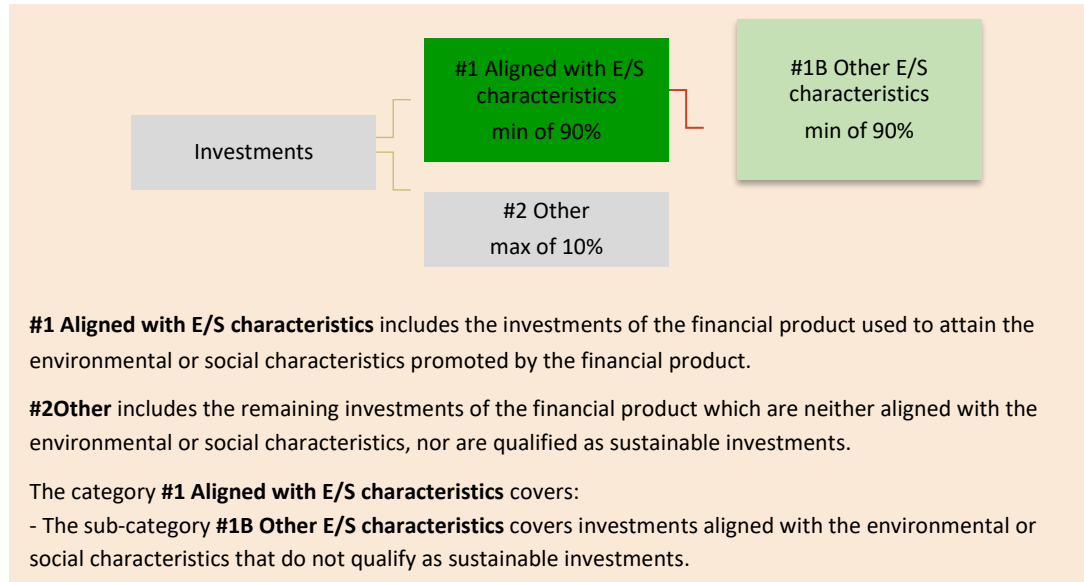 #1 Aligned with E/S
characteristics
min of 90%
#1B Other E/S
characteristics
min of 90%
Investments
#2 Other
max of 10%
#1 Aligned with E/S characteristics includes the investments of the financial product used to attain the
environmental or social characteristics promoted by the financial product.
#2Other includes the remaining investments of the financial product which are neither aligned with the
environmental or social characteristics, nor are qualified as sustainable investments.
The category #1 Aligned with E/S characteristics covers:
- The sub-category #1B Other E/S characteristics covers investments aligned with the environmental or
social characteristics that do not qualify as sustainable investments.